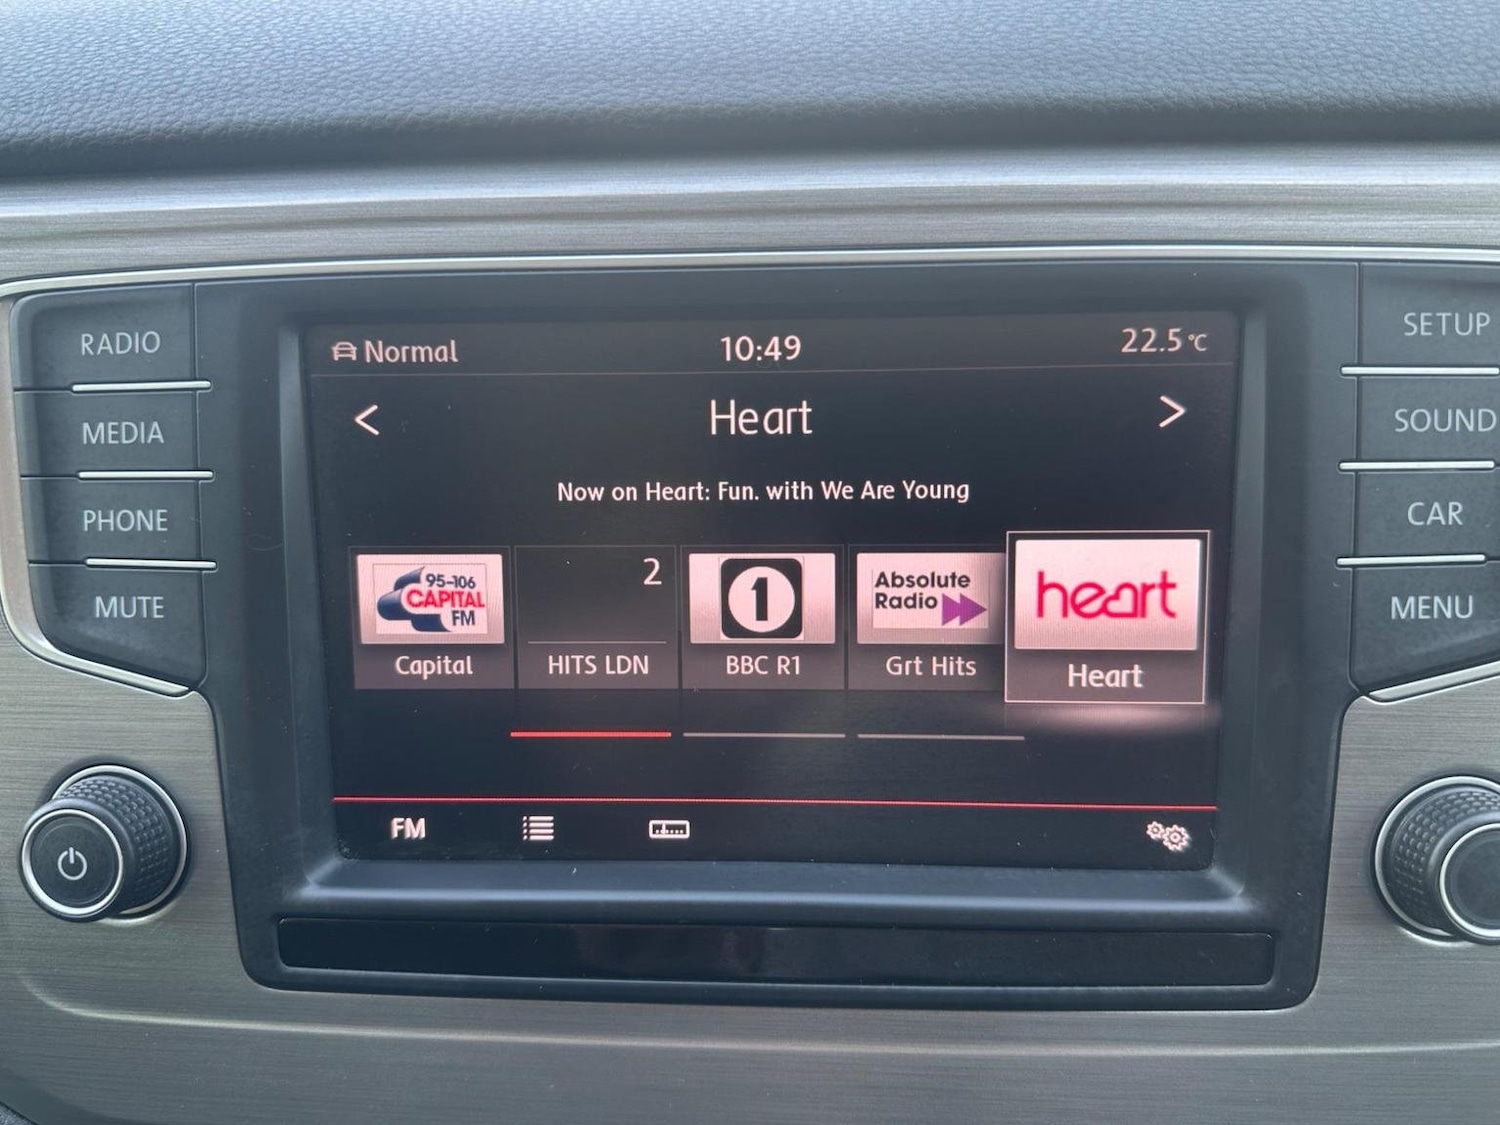 RADIO
MEDIA
PHONE
MUTE
Normal
10:49
22.5 °C
< Heart >
Now on Heart: Fun. with We Are Young
95-106
CAPITAL
FM
Capital
2
HITS LDN
1
BBC R1
Absolute
Radio
Grt Hits
heart
Heart
FM
SETUP
SOUND
CAR
MENU